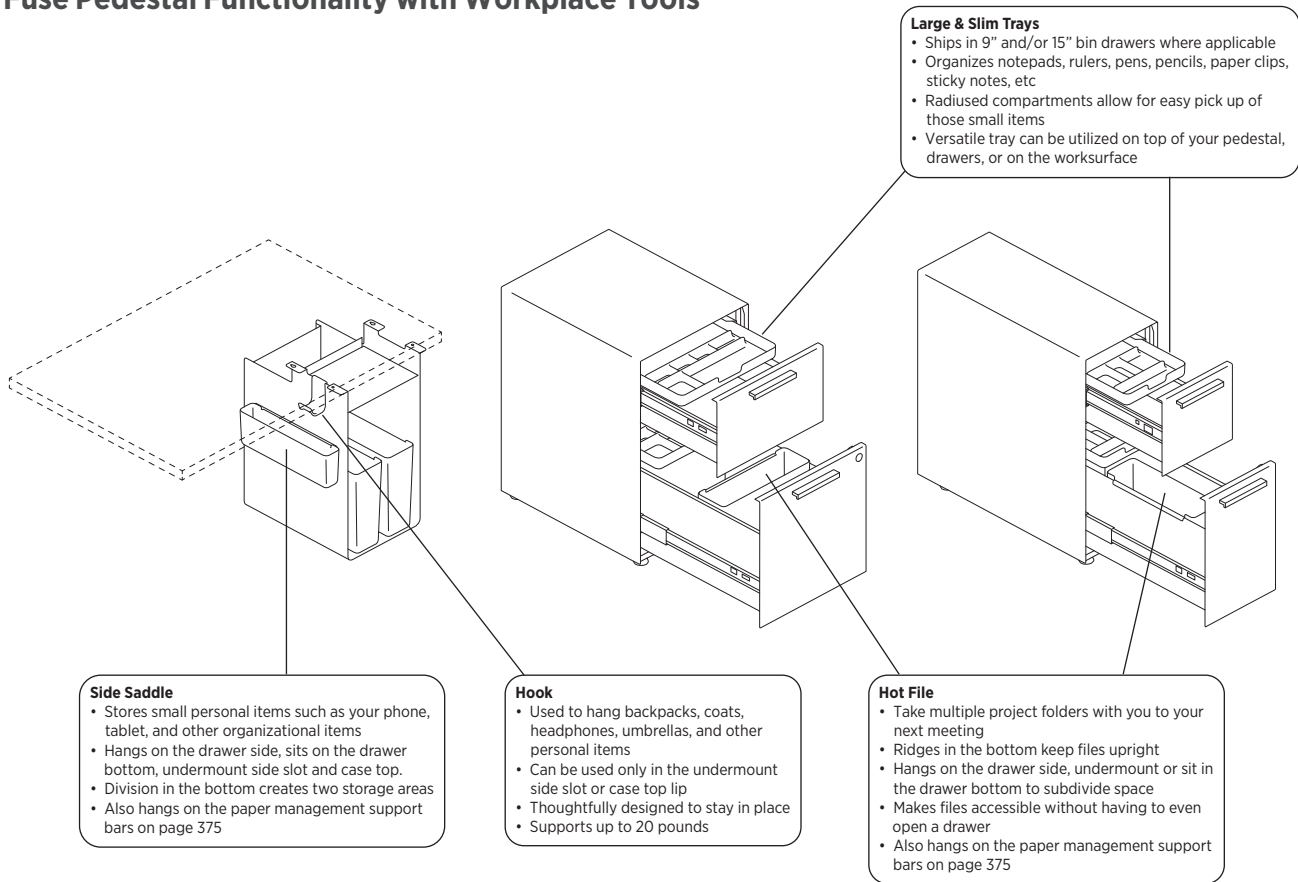 Fuse Pedestal Functionality with Workplace Tools
Large & Slim Trays
• Ships in 9” and/or 15” bin drawers where applicable
• Organizes notepads, rulers, pens, pencils, paper clips,
sticky notes, etc
• Radiused compartments allow for easy pick up of
those small items
• Versatile tray can be utilized on top of your pedestal,
drawers, or on the worksurface
Side Saddle
• Stores small personal items such as your phone,
tablet, and other organizational items
• Hangs on the drawer side, sits on the drawer
bottom, undermount side slot and case top.
• Division in the bottom creates two storage areas
• Also hangs on the paper management support
bars on page 375
Hook
• Used to hang backpacks, coats,
headphones, umbrellas, and other
personal items
• Can be used only in the undermount
side slot or case top lip
• Thoughtfully designed to stay in place
• Supports up to 20 pounds
Hot File
• Take multiple project folders with you to your
next meeting
• Ridges in the bottom keep files upright
• Hangs on the drawer side, undermount or sit in
the drawer bottom to subdivide space
• Makes files accessible without having to even
open a drawer
• Also hangs on the paper management support
bars on page 375